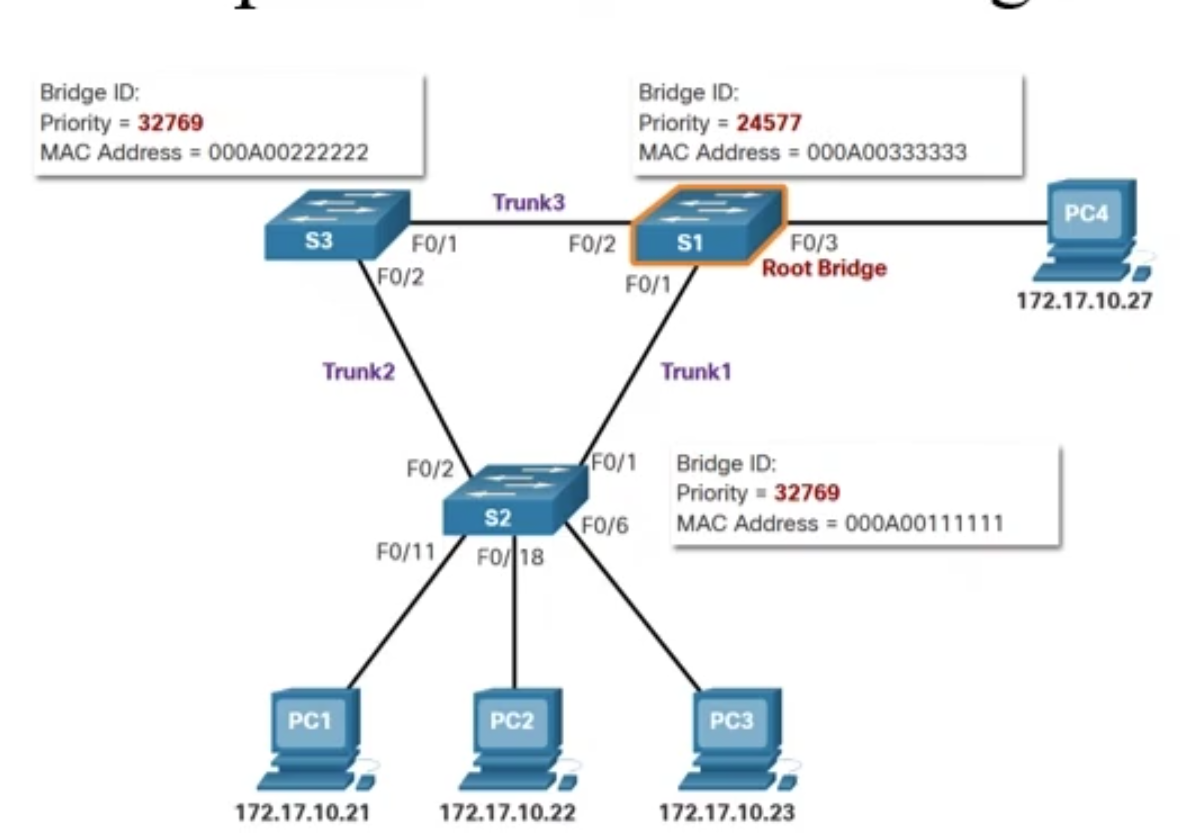 Bridge ID:
Priority = 32769
MAC Address = 000A00222222
Bridge ID:
Priority = 24577
MAC Address = 000A00333333
Trunk3
S3
F0/1
F0/2
S1
F0/3
PC4
F0/2
F0/1
Root Bridge
172.17.10.27
Trunk2
Trunk1
F0/2
F0/1
Bridge ID:
Priority = 32769
MAC Address = 000A00111111
S2
F0/6
F0/11
F0/18
PC1
PC2
PC3
172.17.10.21
172.17.10.22
172.17.10.23